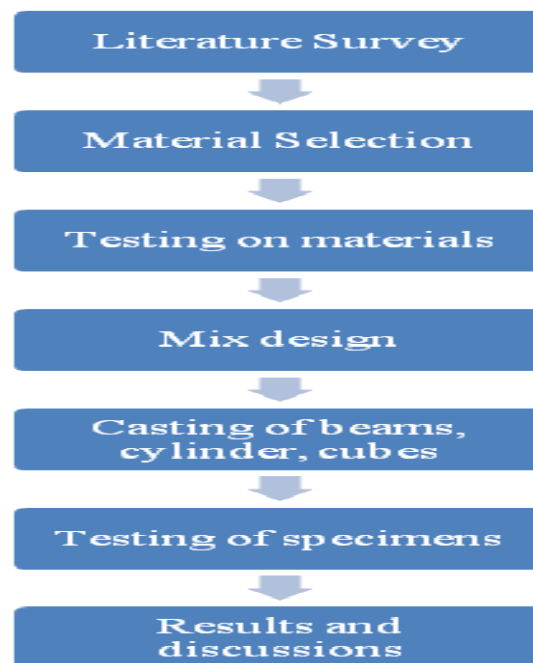 Literature Survey
Material Selection
Testing on materials
Mix design
Casting of beams,
cylinder, cubes
Testing of specimens
Results and
discussions